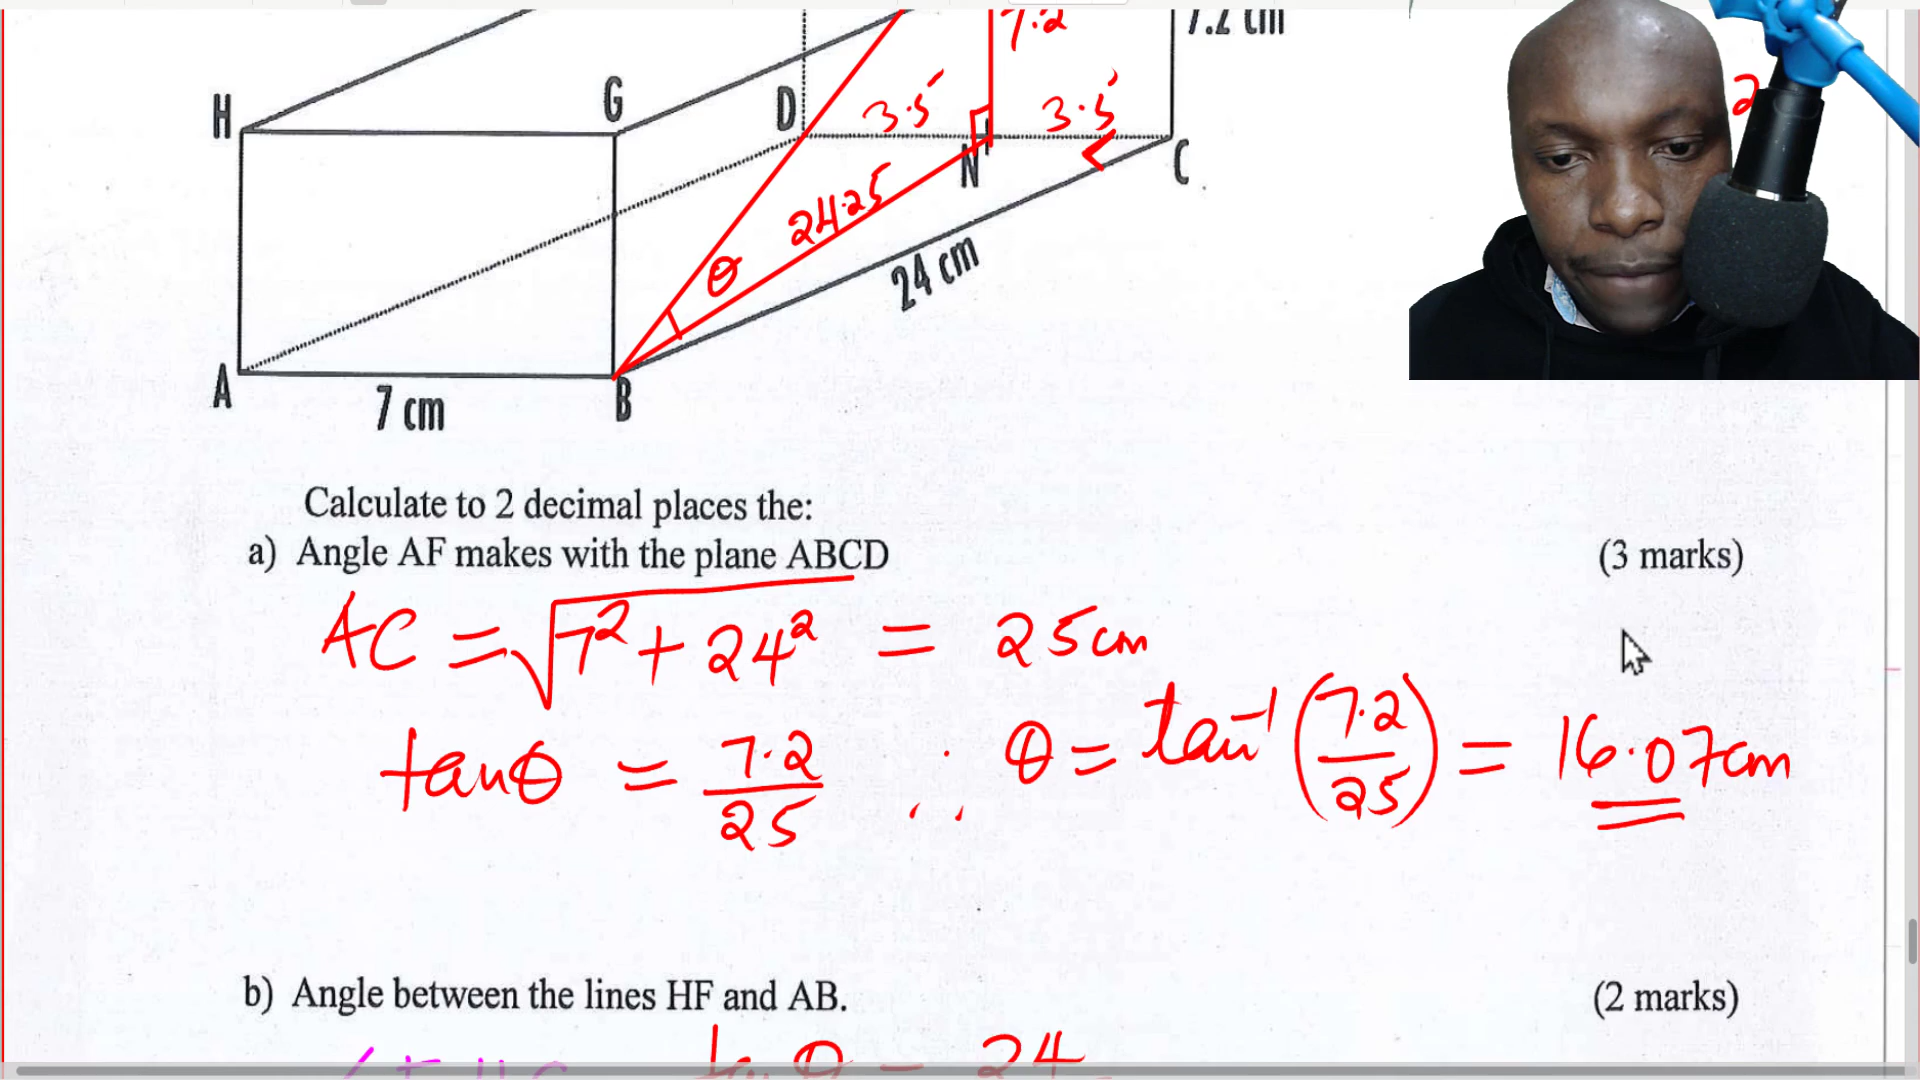 7.2
7.2 cm
H
G
D
3.5
3.5
2
N
C
24.25
θ
24 cm
A
7 cm
B
Calculate to 2 decimal places the:
a) Angle AF makes with the plane ABCD (3 marks)
AC = √7² + 24² = 25cm
tanθ = 7.2/25 ∴ θ = tan⁻¹(7.2/25) = 16.07cm
b) Angle between the lines HF and AB. (2 marks)
θ = 24